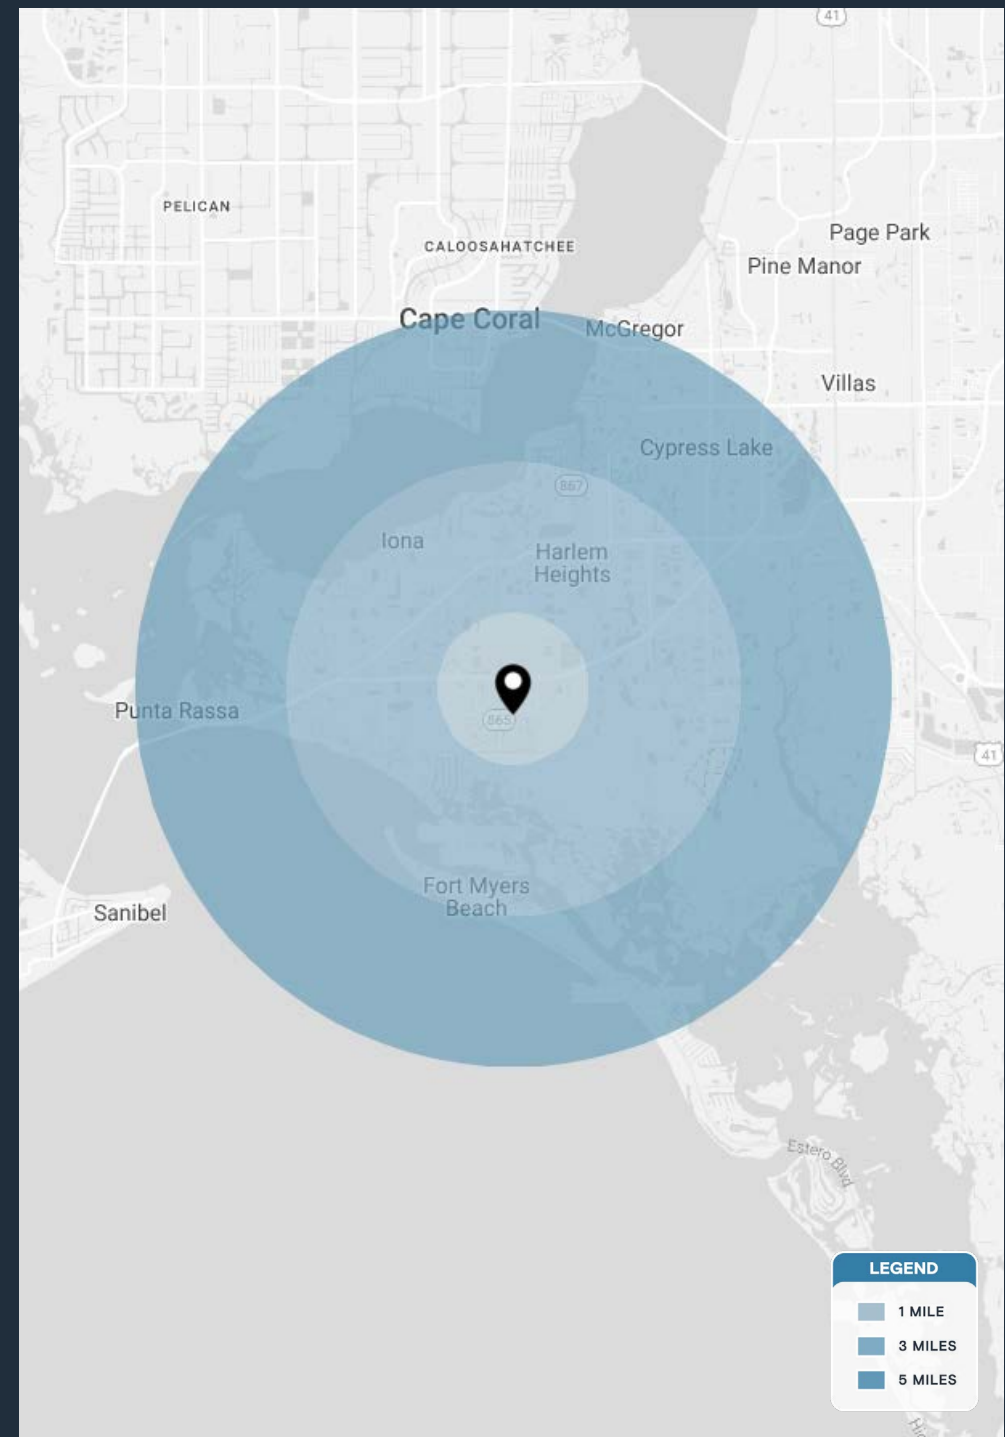 41
PELICAN
Page Park
CALOOSAHATCHEE
Pine Manor
Cape Coral
McGregor
Villas
Cypress Lake
867
Iona
Harlem
Heights
Punta Rassa
865
41
Fort Myers
Beach
Sanibel
Estero Blvd
LEGEND
1 MILE
3 MILES
5 MILES